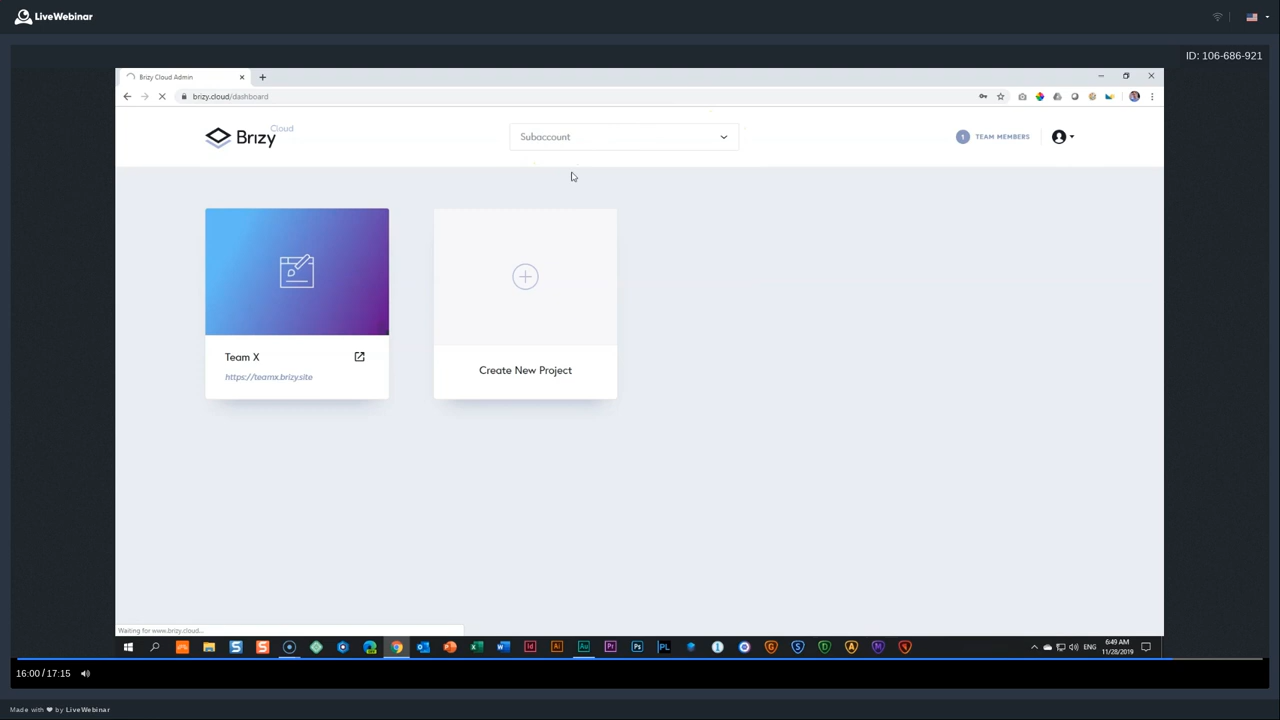 LiveWebinar
ID: 106-686-921
Brizy Cloud Admin
brizy.cloud/dashboard
Brizy Cloud
Subaccount
1 TEAM MEMBERS
Team X
https://teamx.brizy.site
Create New Project
Waiting for www.brizy.cloud...
ENG
6:49 AM
11/28/2019
16:00 / 17:15
Made with ❤ by LiveWebinar